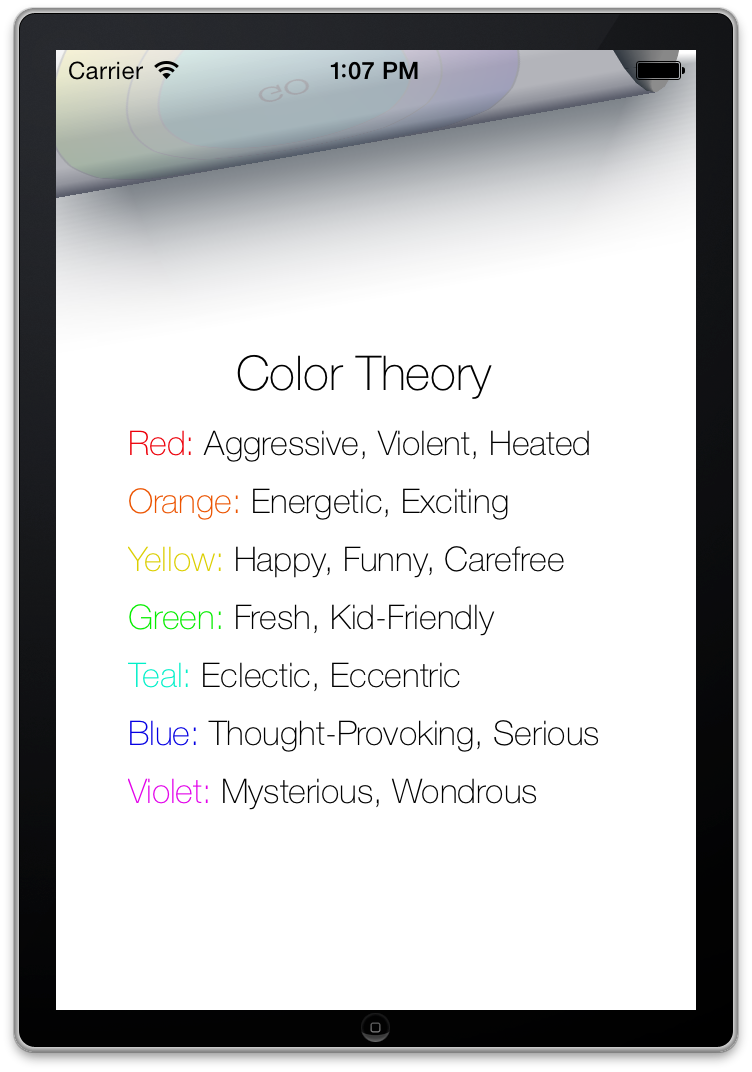 Carrier 1:07 PM
GO
Color Theory
Red: Aggressive, Violent, Heated
Orange: Energetic, Exciting
Yellow: Happy, Funny, Carefree
Green: Fresh, Kid-Friendly
Teal: Eclectic, Eccentric
Blue: Thought-Provoking, Serious
Violet: Mysterious, Wondrous